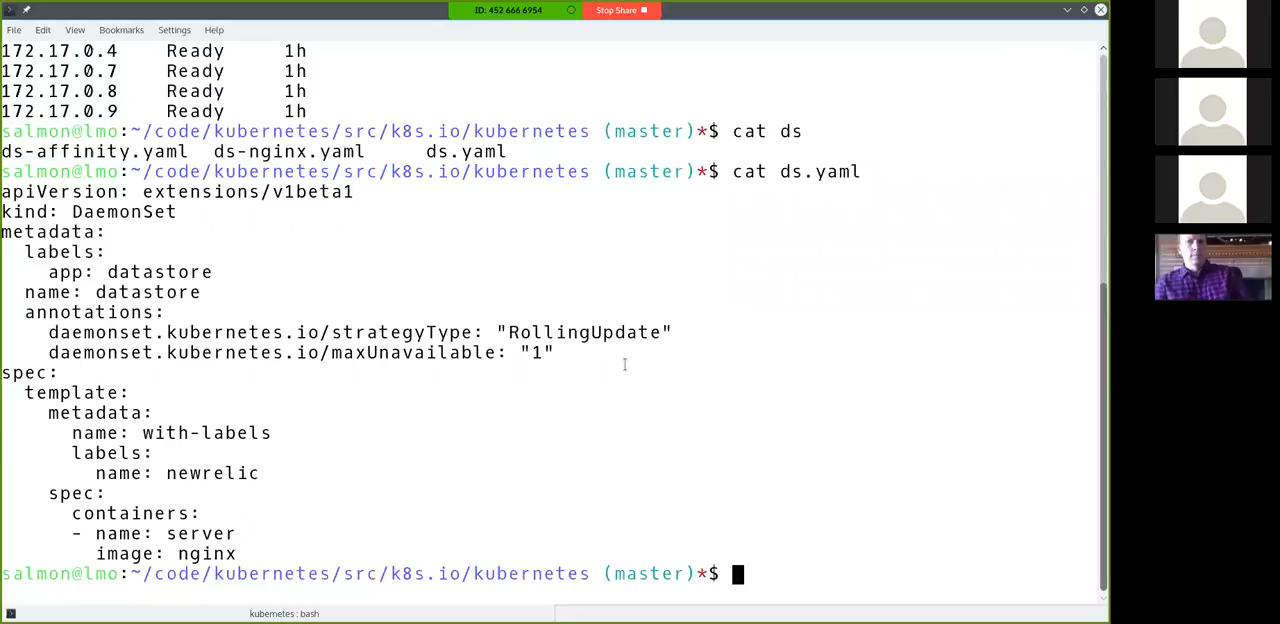 ID: 452 666 6954
Stop Share
File Edit View Bookmarks Settings Help
172.17.0.4 Ready 1h
172.17.0.7 Ready 1h
172.17.0.8 Ready 1h
172.17.0.9 Ready 1h
salmon@lmo:~/code/kubernetes/src/k8s.io/kubernetes (master)*$ cat ds
ds-affinity.yaml ds-nginx.yaml ds.yaml
salmon@lmo:~/code/kubernetes/src/k8s.io/kubernetes (master)*$ cat ds.yaml
apiVersion: extensions/v1beta1
kind: DaemonSet
metadata:
  labels:
    app: datastore
  name: datastore
  annotations:
    daemonset.kubernetes.io/strategyType: "RollingUpdate"
    daemonset.kubernetes.io/maxUnavailable: "1"
spec:
  template:
    metadata:
      name: with-labels
      labels:
        name: newrelic
    spec:
      containers:
      - name: server
        image: nginx
salmon@lmo:~/code/kubernetes/src/k8s.io/kubernetes (master)*$
kubernetes : bash